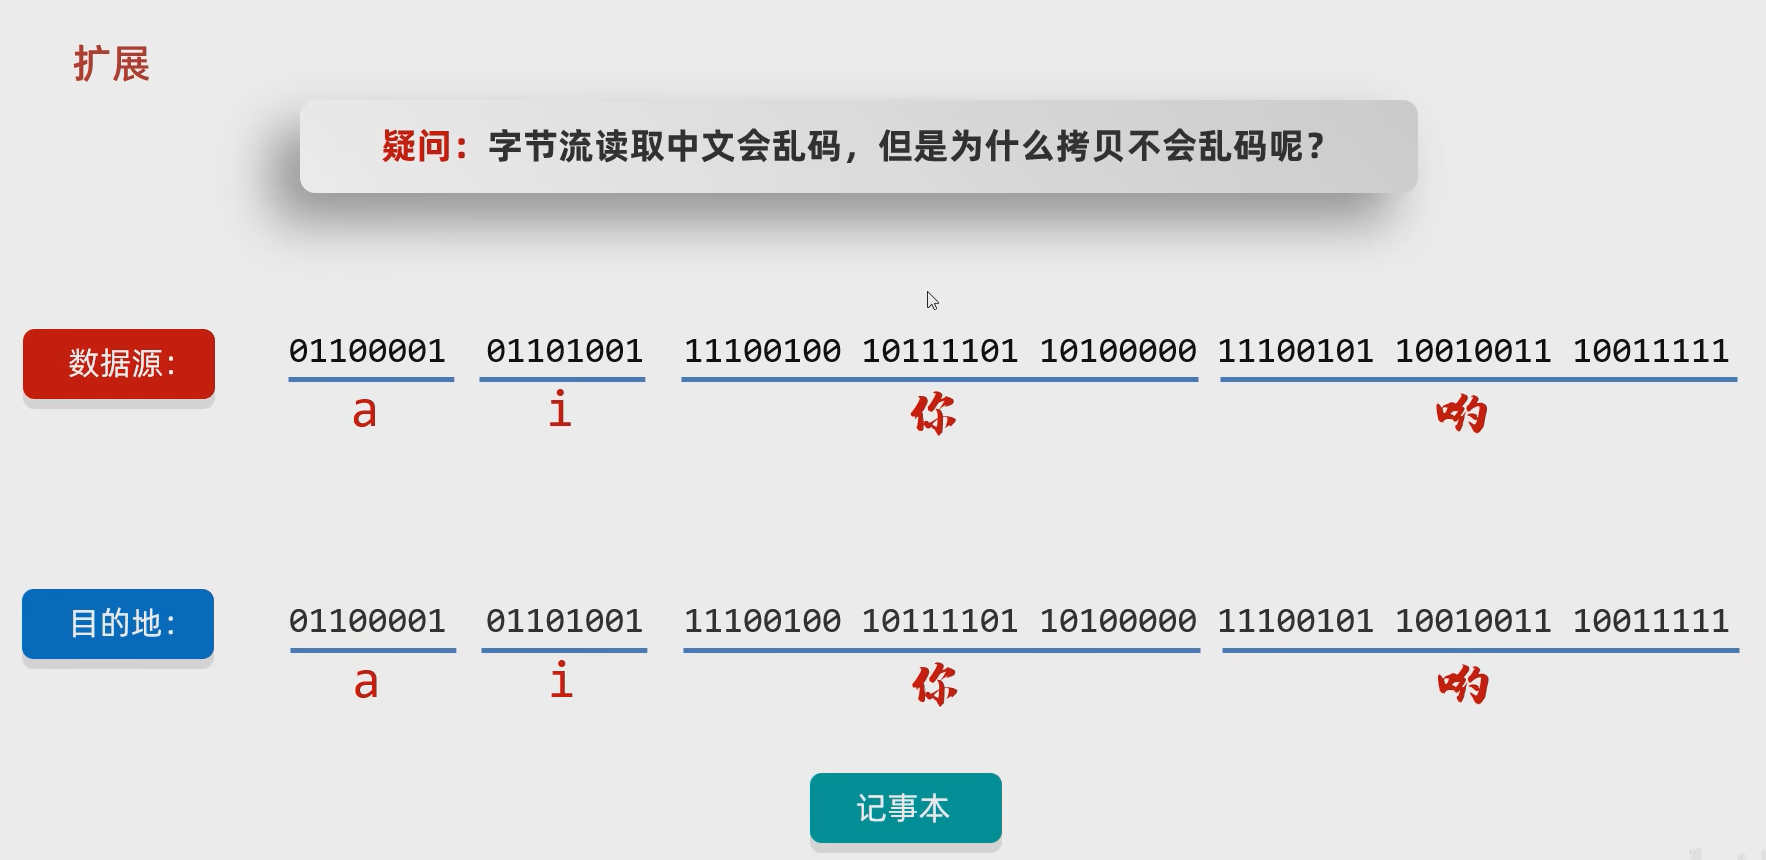 扩展
疑问：字节流读取中文会乱码，但是为什么拷贝不会乱码呢？
数据源： 01100001 01101001 11100100 10111101 10100000 11100101 10010011 10011111
a i 你 哟
目的地： 01100001 01101001 11100100 10111101 10100000 11100101 10010011 10011111
a i 你 哟
记事本